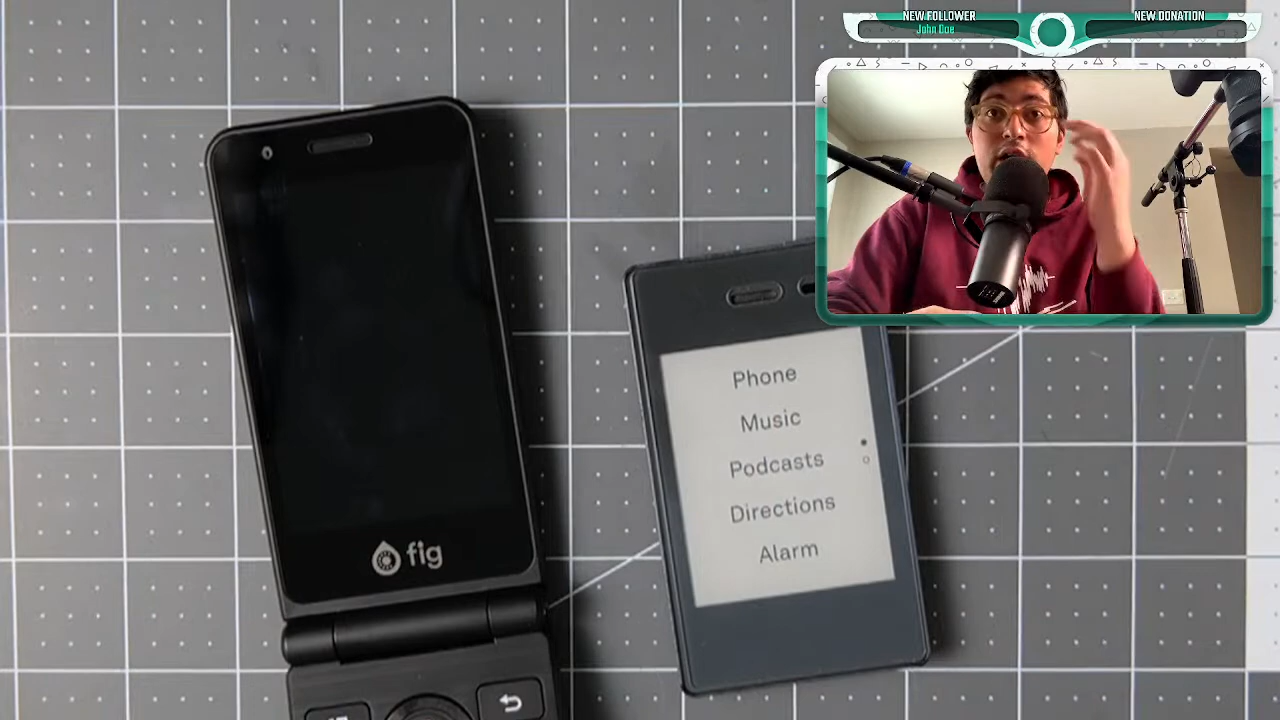 NEW FOLLOWER
John Doe
NEW DONATION
Phone
Music
Podcasts
Directions
Alarm
fig